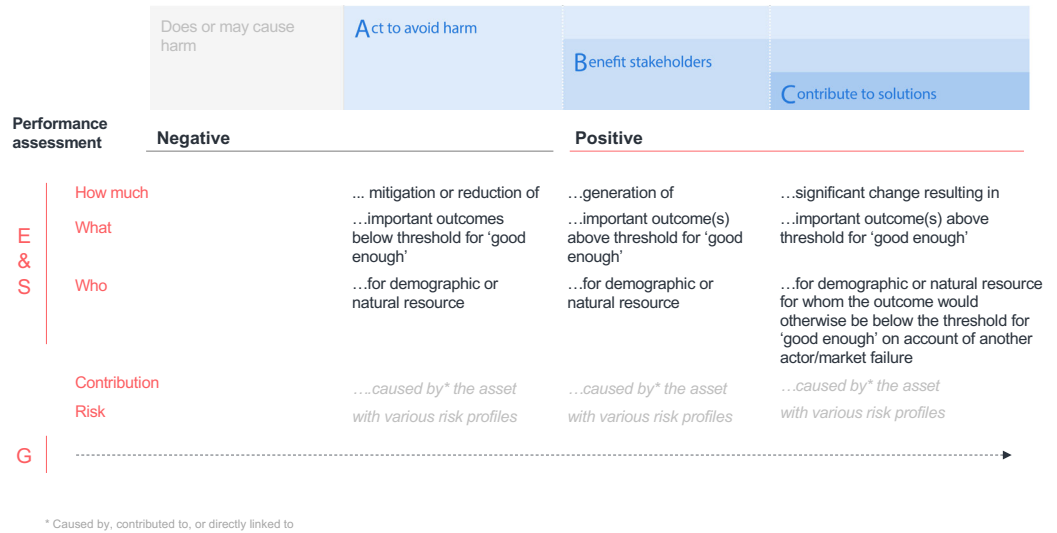 Does or may cause
harm
Act to avoid harm
Benefit stakeholders
Contribute to solutions
Performance
assessment
Negative
Positive
E
&
S
How much
... mitigation or reduction of
…generation of
…significant change resulting in
What
…important outcomes
below threshold for ‘good
enough’
…important outcome(s)
above threshold for ‘good
enough’
…important outcome(s) above
threshold for ‘good enough’
Who
…for demographic or
natural resource
…for demographic or
natural resource
…for demographic or natural resource
for whom the outcome would
otherwise be below the threshold for
‘good enough’ on account of another
actor/market failure
Contribution
….caused by* the asset
…caused by* the asset
…caused by* the asset
Risk
with various risk profiles
with various risk profiles
with various risk profiles
G
* Caused by, contributed to, or directly linked to